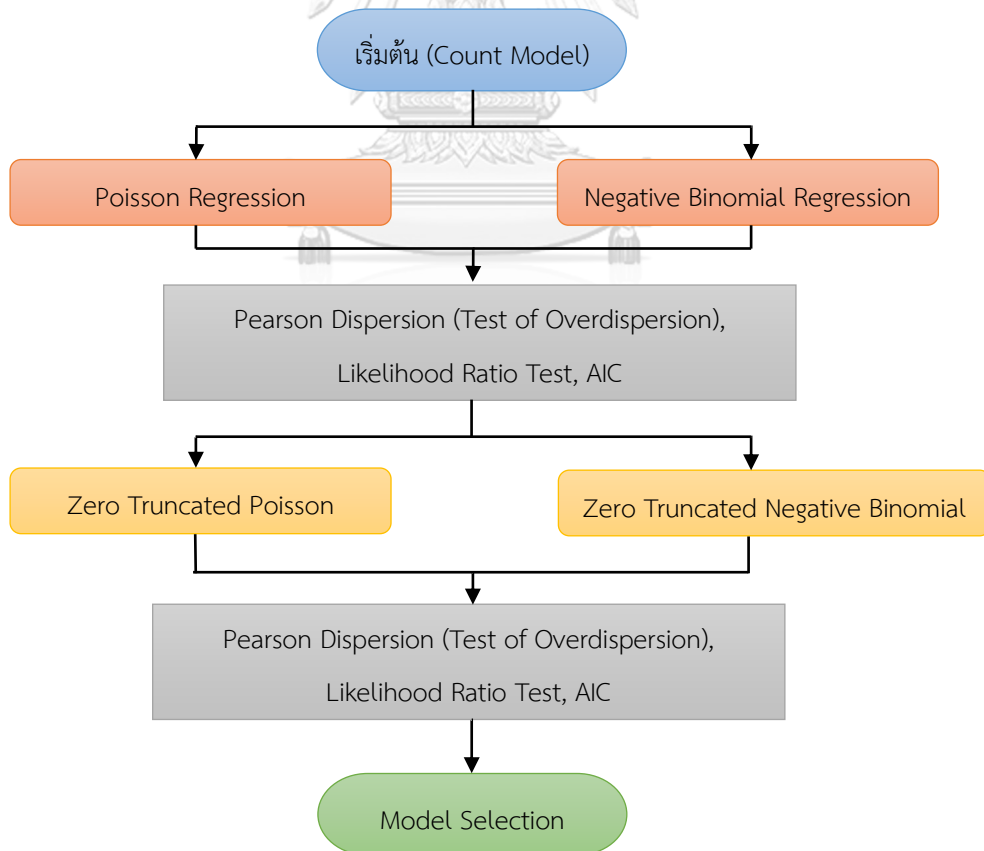 เริ่มต้น (Count Model)
Poisson Regression
Negative Binomial Regression
Pearson Dispersion (Test of Overdispersion),
Likelihood Ratio Test, AIC
Zero Truncated Poisson
Zero Truncated Negative Binomial
Pearson Dispersion (Test of Overdispersion),
Likelihood Ratio Test, AIC
Model Selection